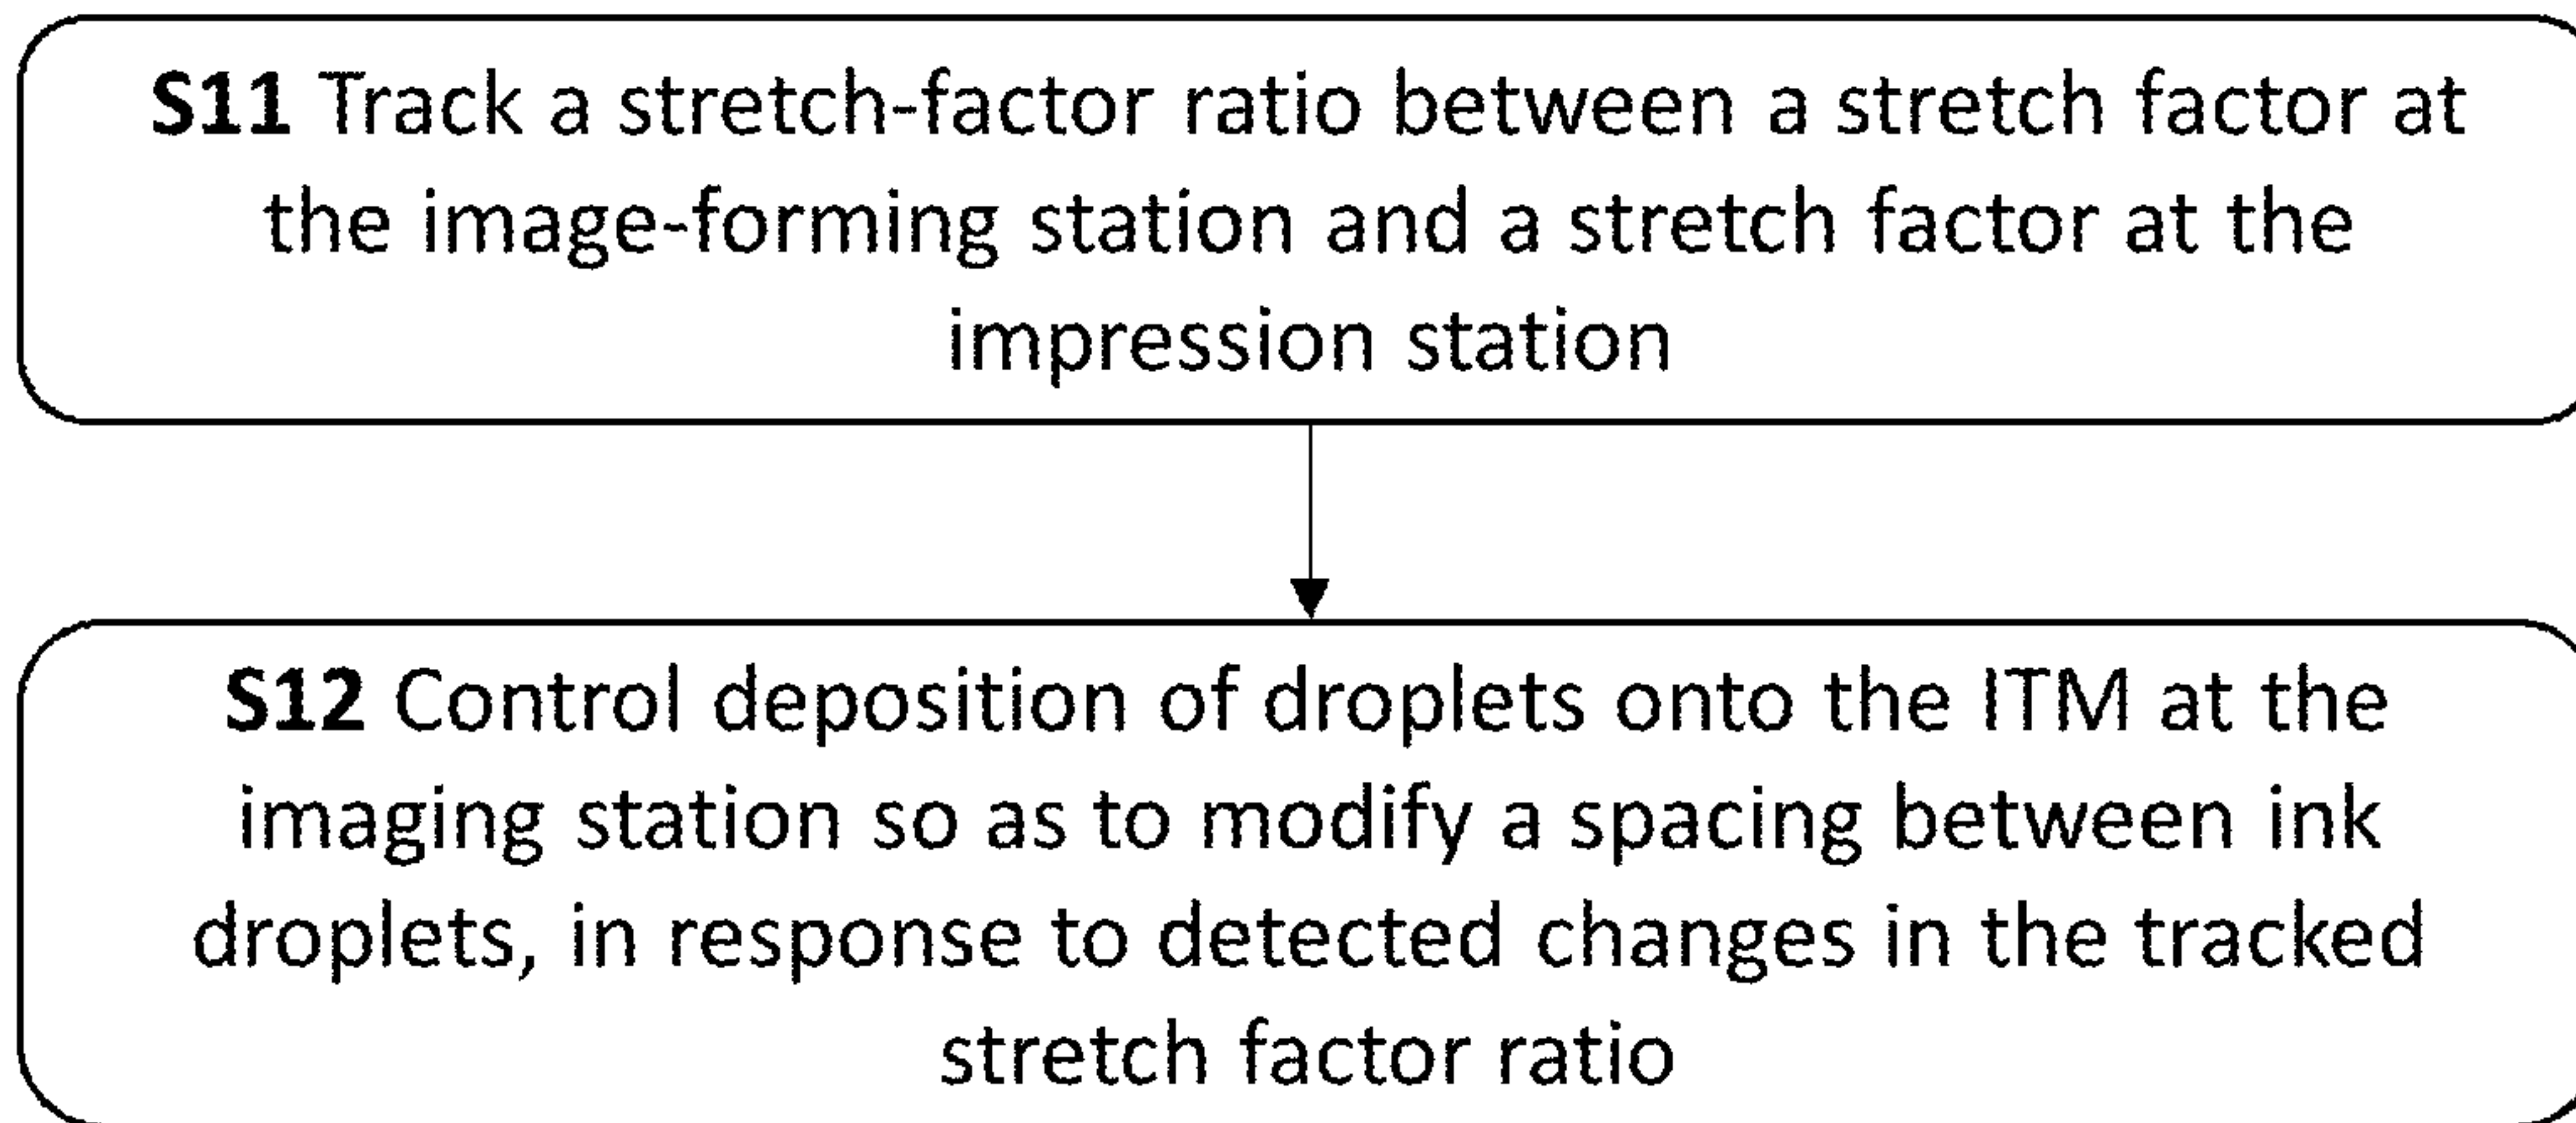 S11 Track a stretch-factor ratio between a stretch factor at
the image-forming station and a stretch factor at the
impression station
S12 Control deposition of droplets onto the ITM at the
imaging station so as to modify a spacing between ink
droplets, in response to detected changes in the tracked
stretch factor ratio